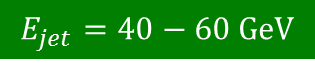 E_jet = 40 − 60 GeV